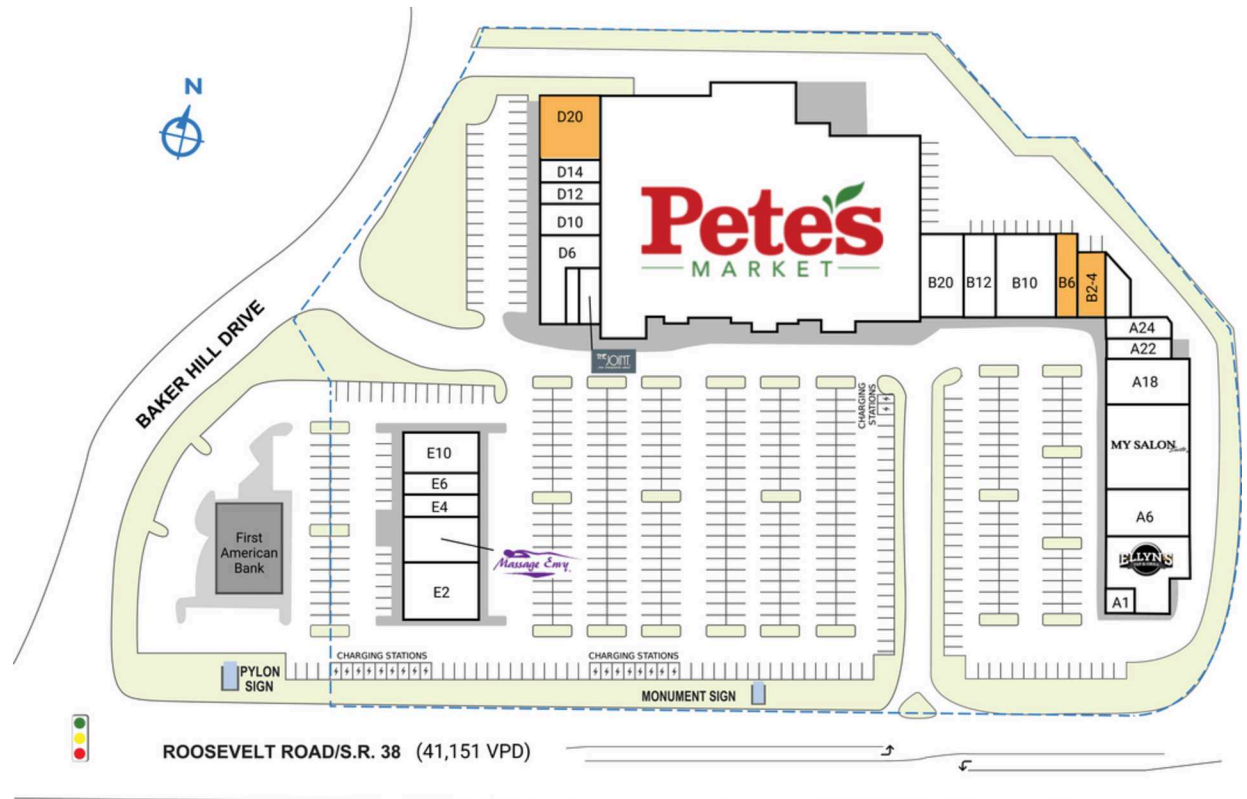 N
D20
D14
D12
D10
D6
Pete's
MARKET
B20
B12
B10
B6
B2-4
A24
A22
A18
MY SALON
A6
ELLYN'S
A1
THE JOINT
CHARGING
STATIONS
BAKER HILL DRIVE
E10
E6
E4
Massage Envy
E2
First
American
Bank
CHARGING STATIONS
CHARGING STATIONS
PYLON
SIGN
MONUMENT SIGN
ROOSEVELT ROAD/S.R. 38 (41,151 VPD)